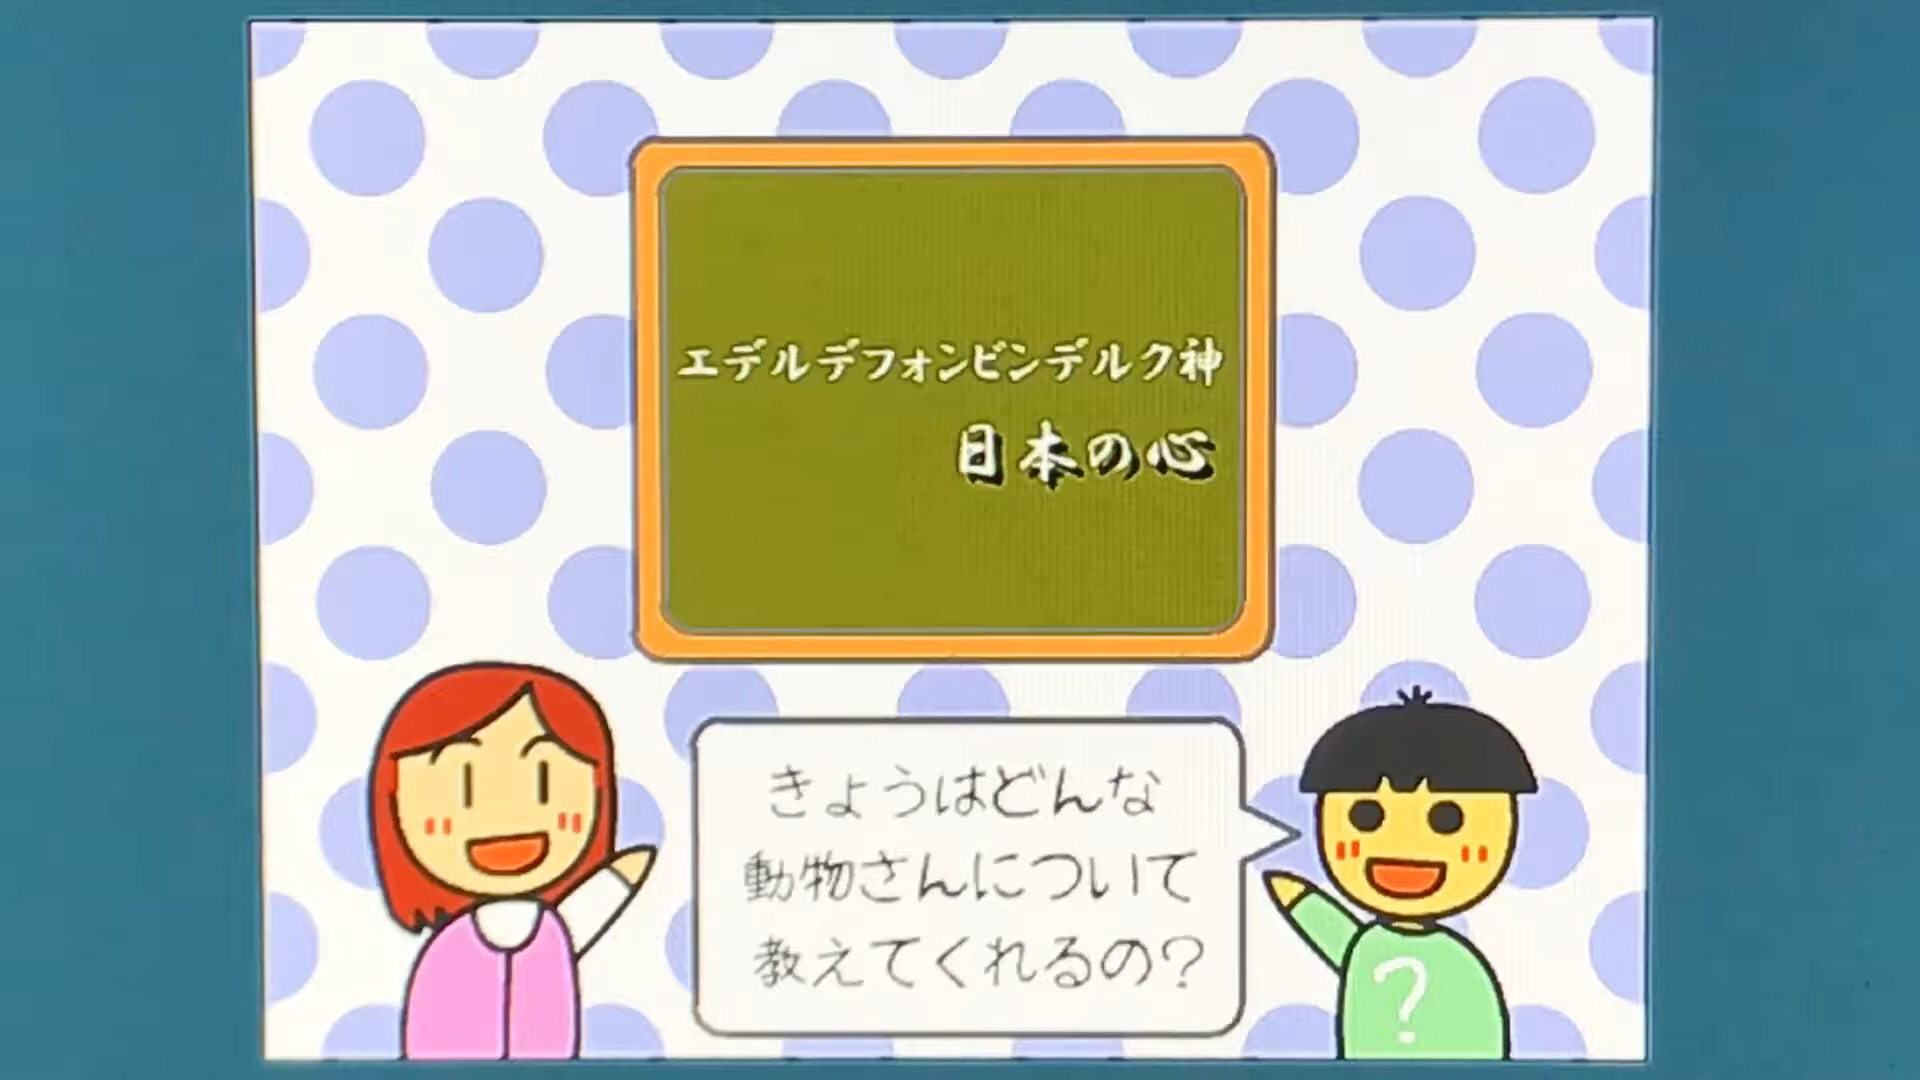 エデルデフォンビンデルク神
日本の心
きょうはどんな
動物さんについて
教えてくれるの?
?